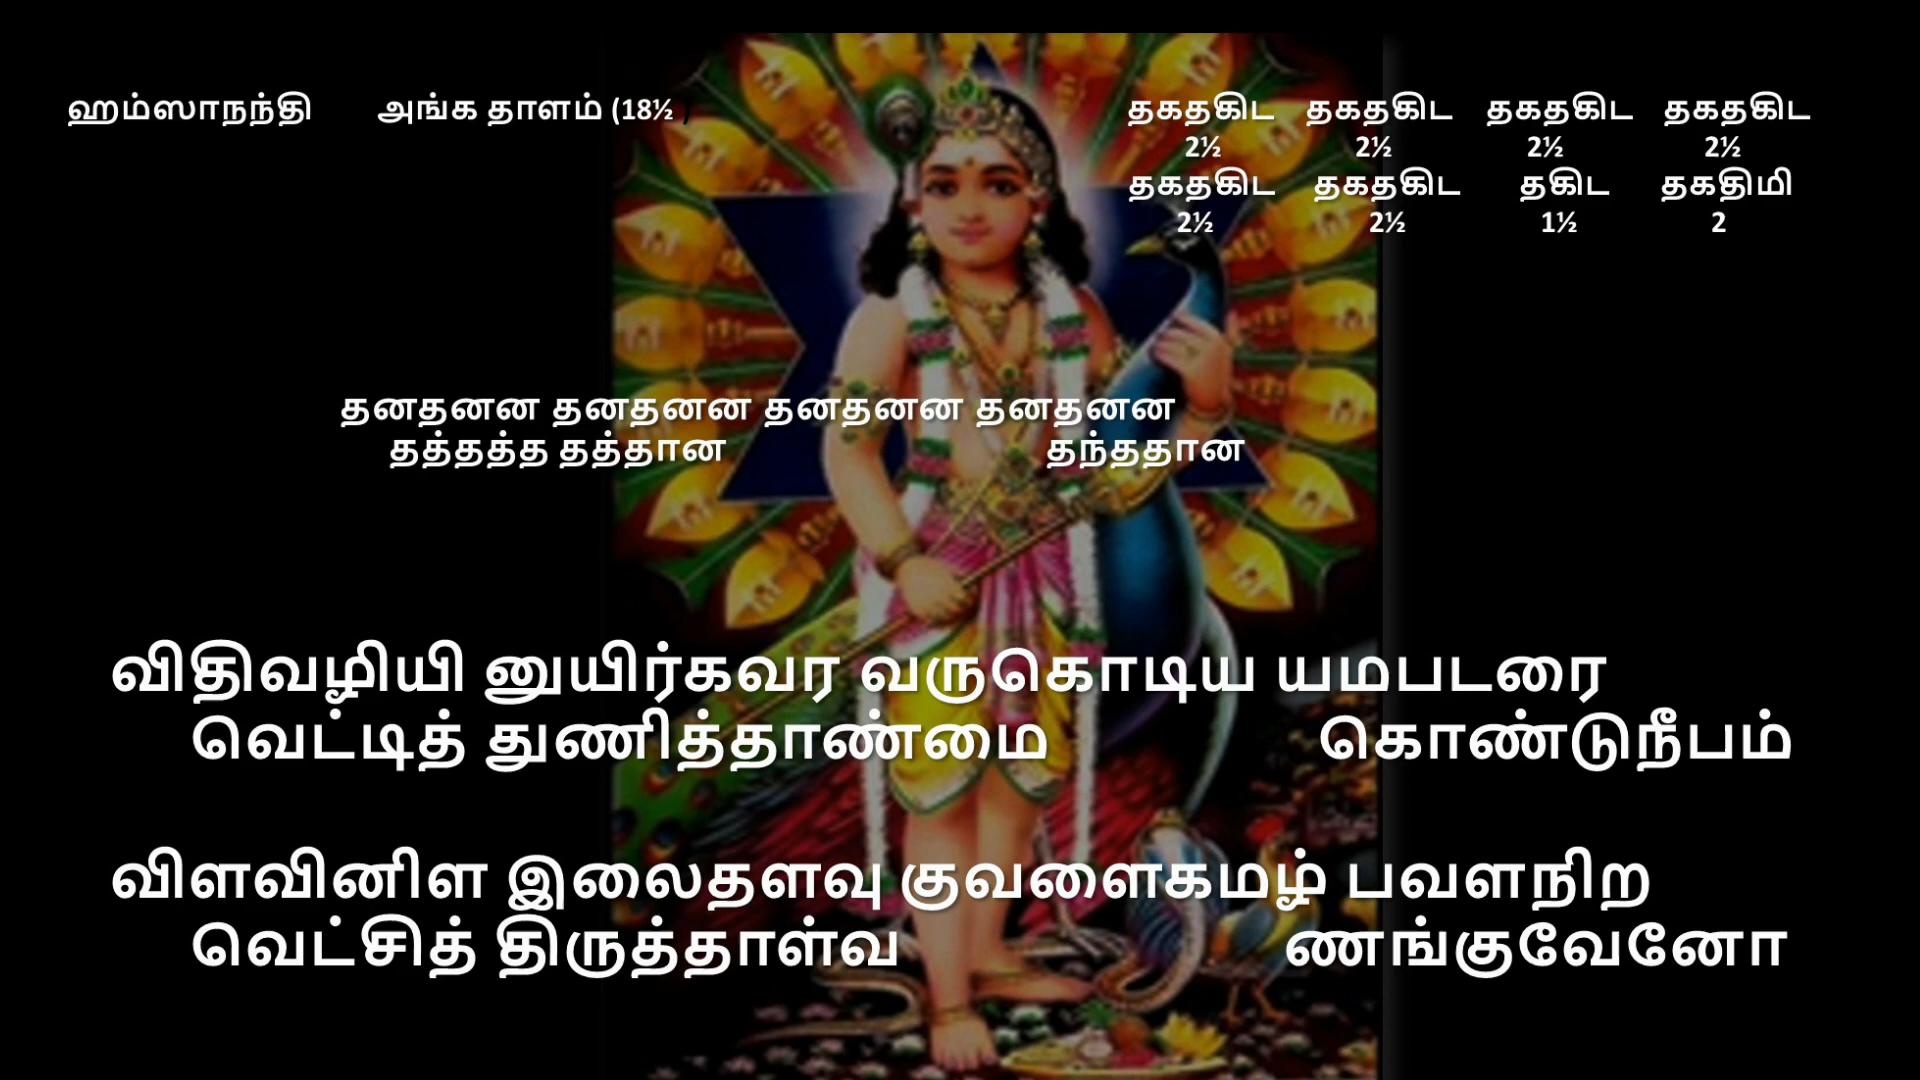 ஹம்ஸாநந்தி அங்க தாளம் (18½ )
தகதகிட தகதகிட தகதகிட தகதகிட
2½ 2½ 2½ 2½
தகதகிட தகதகிட தகிட தகதிமி
2½ 2½ 1½ 2
தனதனன தனதனன தனதனன தனதனன
தத்தத்த தத்தான தந்ததான
விதிவழியி னுயிர்கவர வருகொடிய யமபடரை
வெட்டித் துணித்தாண்மை கொண்டுநீபம்
விளவினிள இலைதளவு குவளைகமழ் பவளநிற
வெட்சித் திருத்தாள்வ ணங்குவேனோ